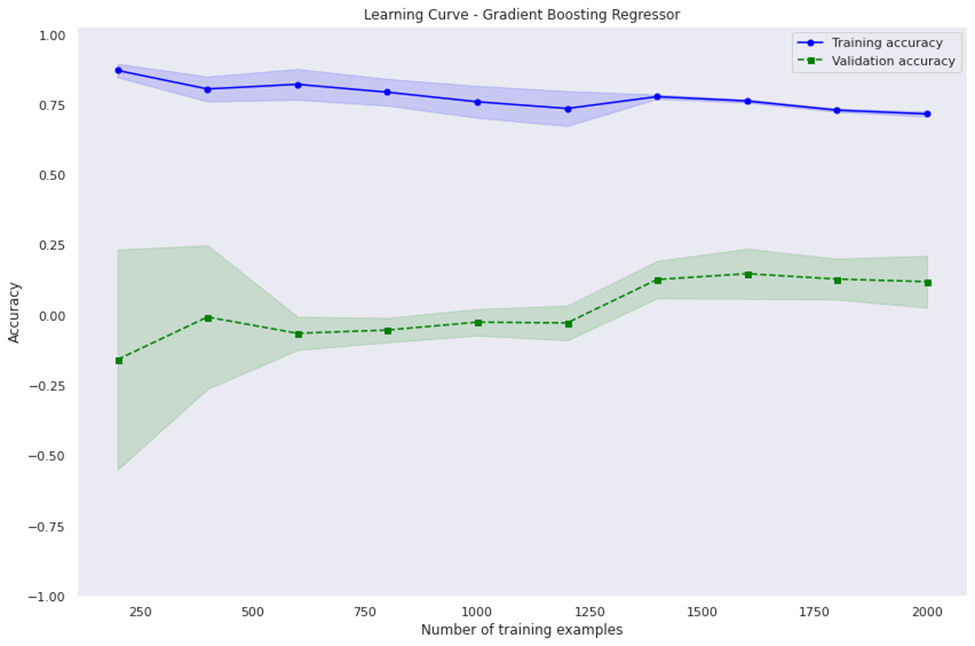 Learning Curve - Gradient Boosting Regressor
Training accuracy
Validation accuracy
1.00
0.75
0.50
0.25
0.00
−0.25
−0.50
−0.75
−1.00
Accuracy
250 500 750 1000 1250 1500 1750 2000
Number of training examples